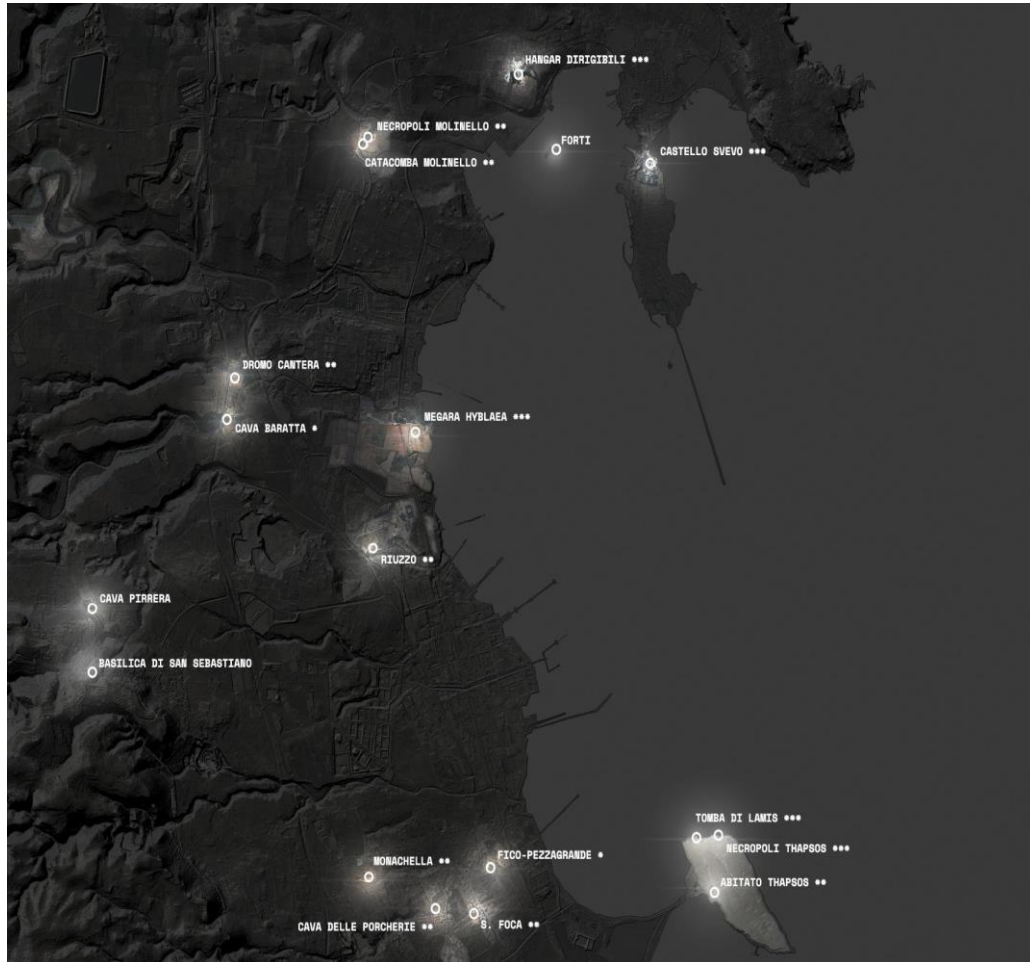 HANGAR DIRIGIBILI ***
NECROPOLI MOLINELLO **
FORTI
CATACOMBA MOLINELLO **
CASTELLO SVEVO ***
DROMO CANTERA **
MEGARA HYBLAEA ***
CAVA BARATTA *
RIUZZO **
CAVA PIRRERA
BASILICA DI SAN SEBASTIANO
TOMBA DI LAMIS ***
NECROPOLI THAPSOS ***
FICO-PEZZAGRANDE *
MONACHELLA **
ABITATO THAPSOS **
CAVA DELLE PORCHERIE **
S. FOCA **